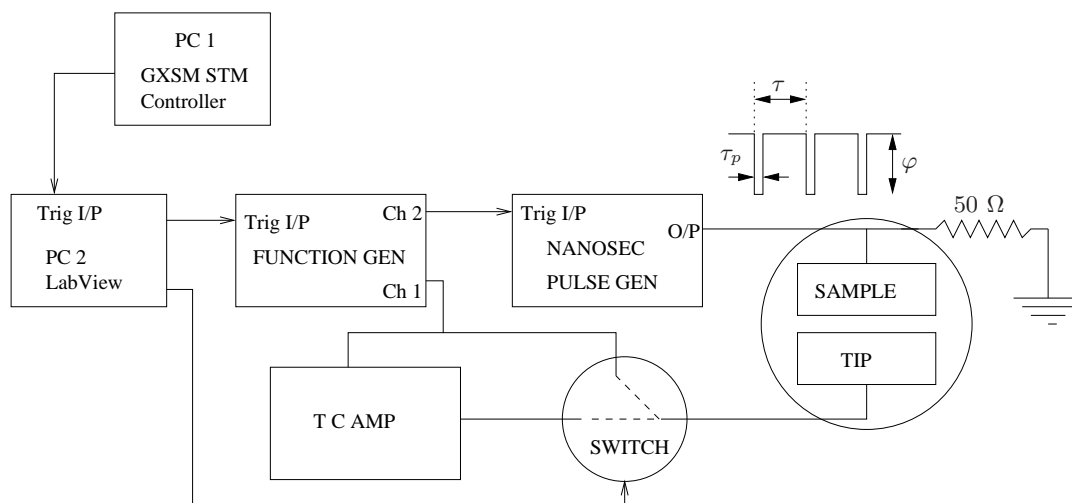 PC 1
GXSM STM
Controller
τ
τp
φ
Trig I/P
PC 2
LabView
Trig I/P
Ch 2
FUNCTION GEN
Ch 1
Trig I/P
O/P
NANOSEC
PULSE GEN
50 Ω
SAMPLE
TIP
T C AMP
SWITCH